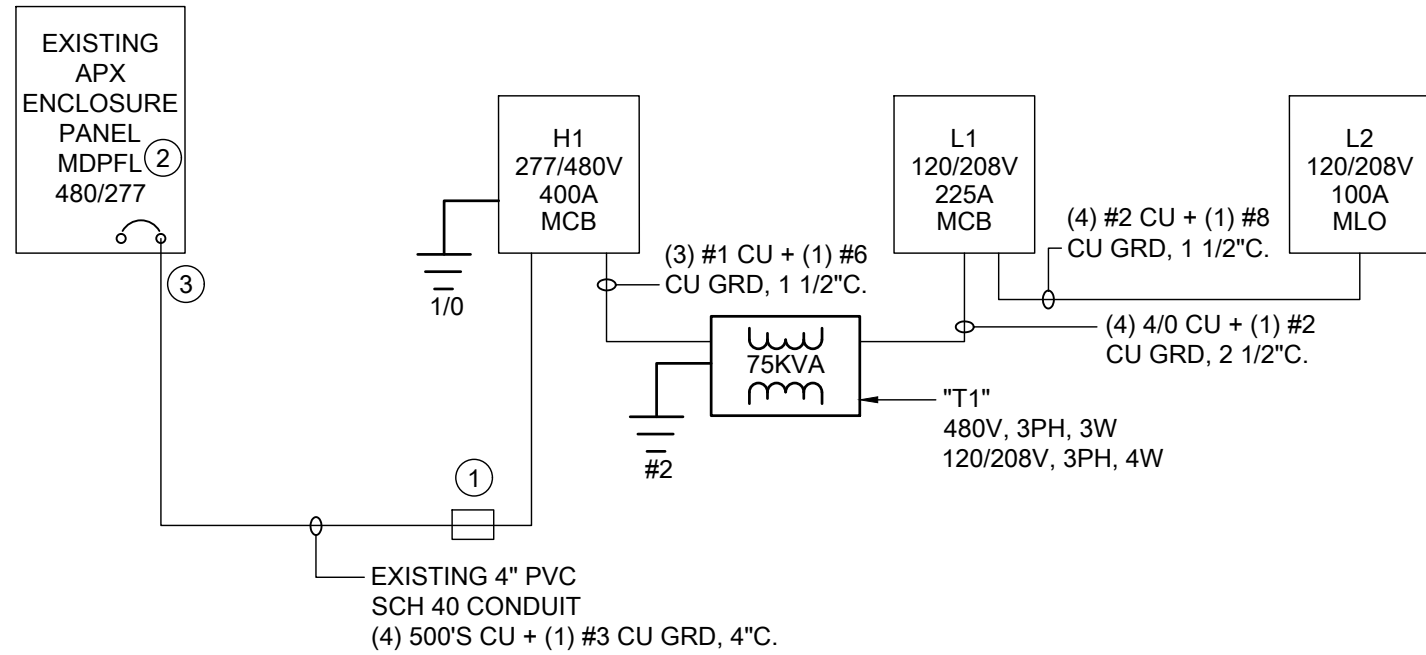 EXISTING
APX
ENCLOSURE
PANEL
MDPFL
2
480/277
3
H1
277/480V
400A
MCB
1/0
(3) #1 CU + (1) #6
CU GRD, 1 1/2"C.
L1
120/208V
225A
MCB
L2
120/208V
100A
MLO
(4) #2 CU + (1) #8
CU GRD, 1 1/2"C.
(4) 4/0 CU + (1) #2
CU GRD, 2 1/2"C.
75KVA
#2
"T1"
480V, 3PH, 3W
120/208V, 3PH, 4W
1
EXISTING 4" PVC
SCH 40 CONDUIT
(4) 500'S CU + (1) #3 CU GRD, 4"C.